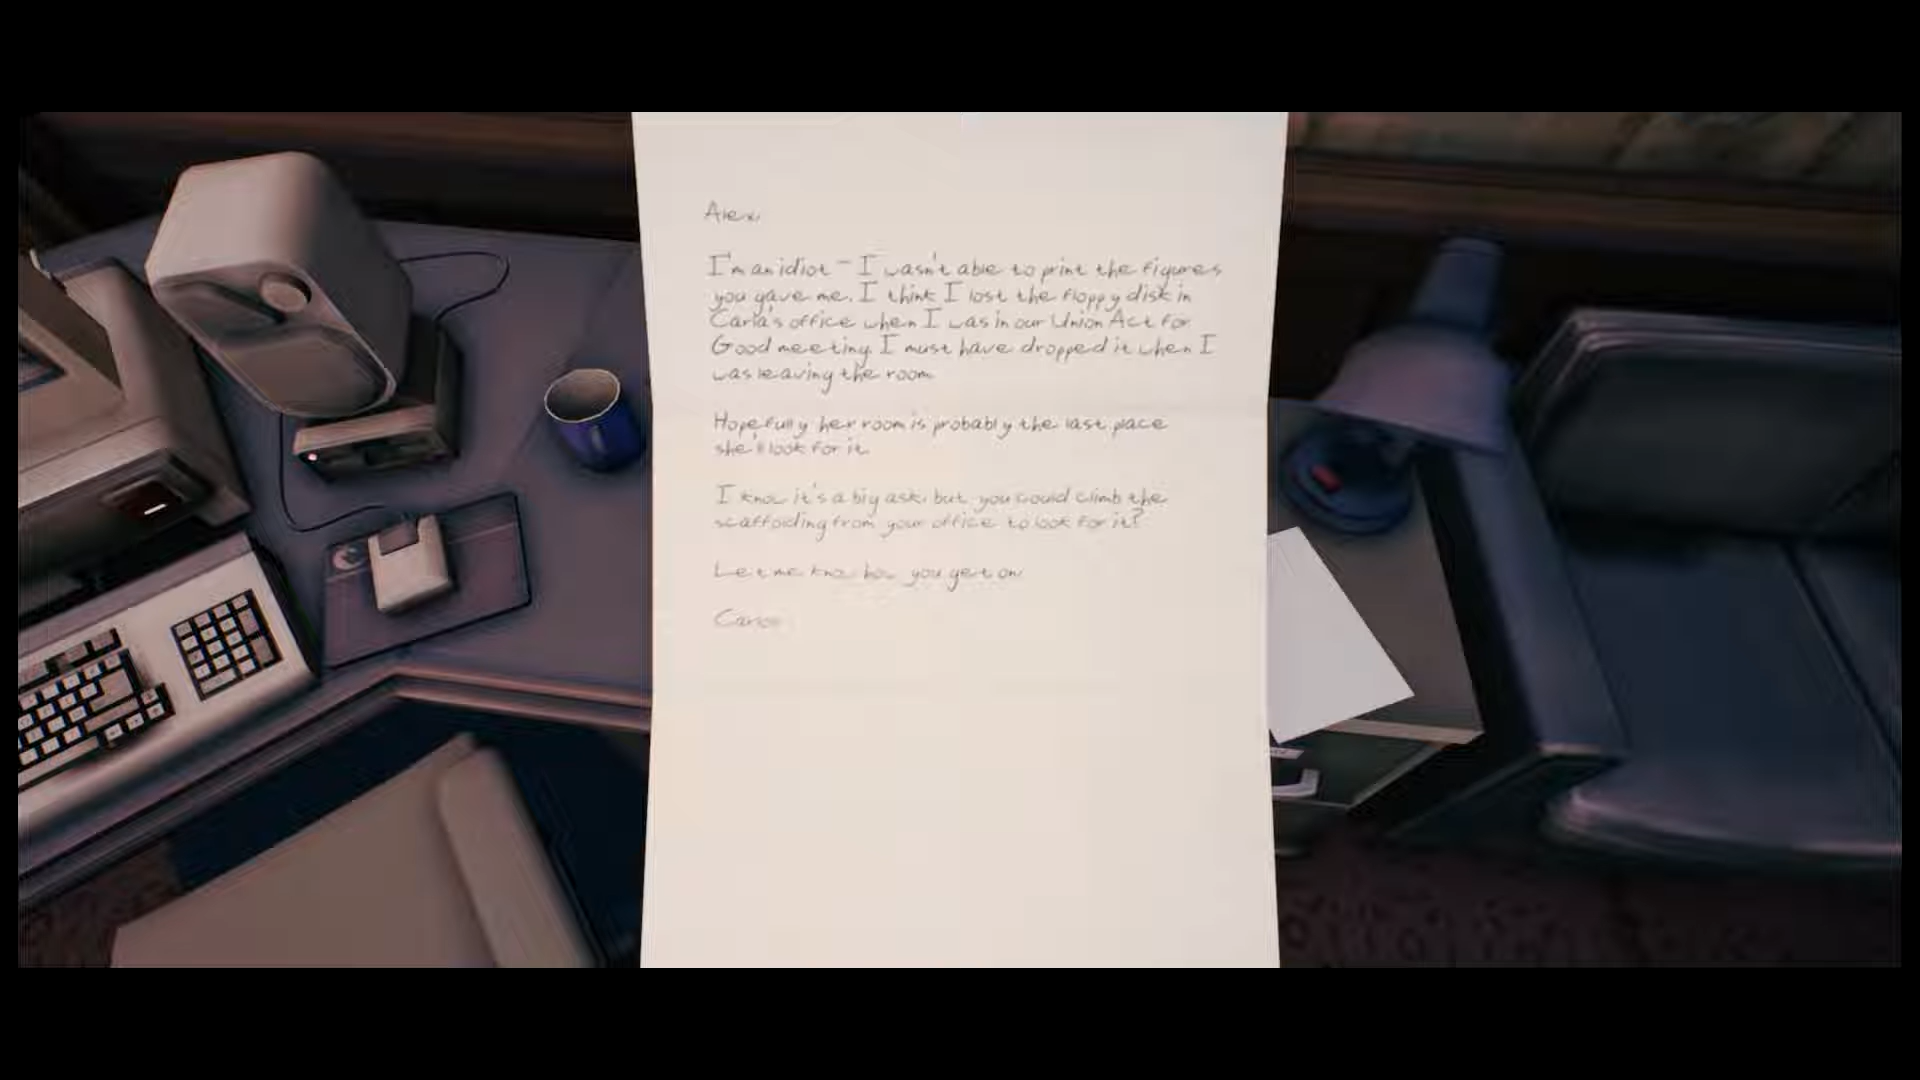 Alex,
I'm an idiot - I wasn't able to print the figures
you gave me. I think I lost the floppy disk in
Carla's office when I was in our Union Act for
Good meeting. I must have dropped it when I
was leaving the room.
Hopefully her room is probably the last pace
she'll look for it.
I know it's a big ask, but you could climb the
scaffolding from your office to look for it?
Let me know how you get on
Carlos